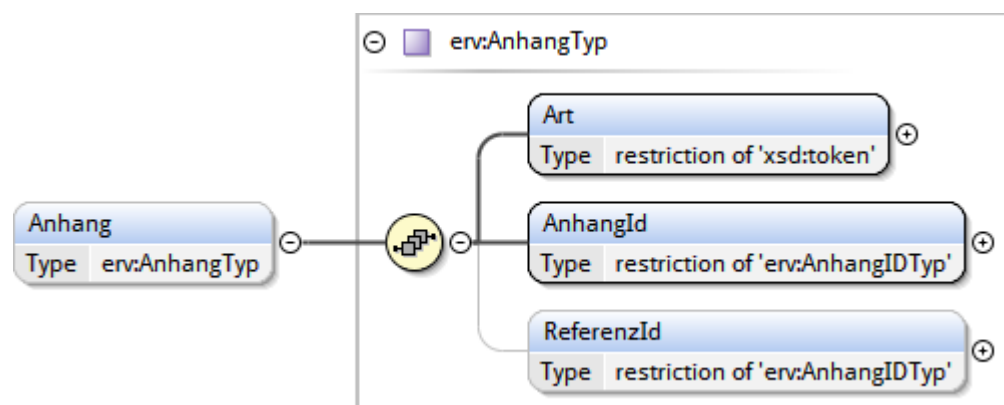 erv:AnhangTyp
Art
Type restriction of 'xsd:token'
Anhang
Type erv:AnhangTyp
AnhangId
Type restriction of 'erv:AnhangIDTyp'
ReferenzId
Type restriction of 'erv:AnhangIDTyp'